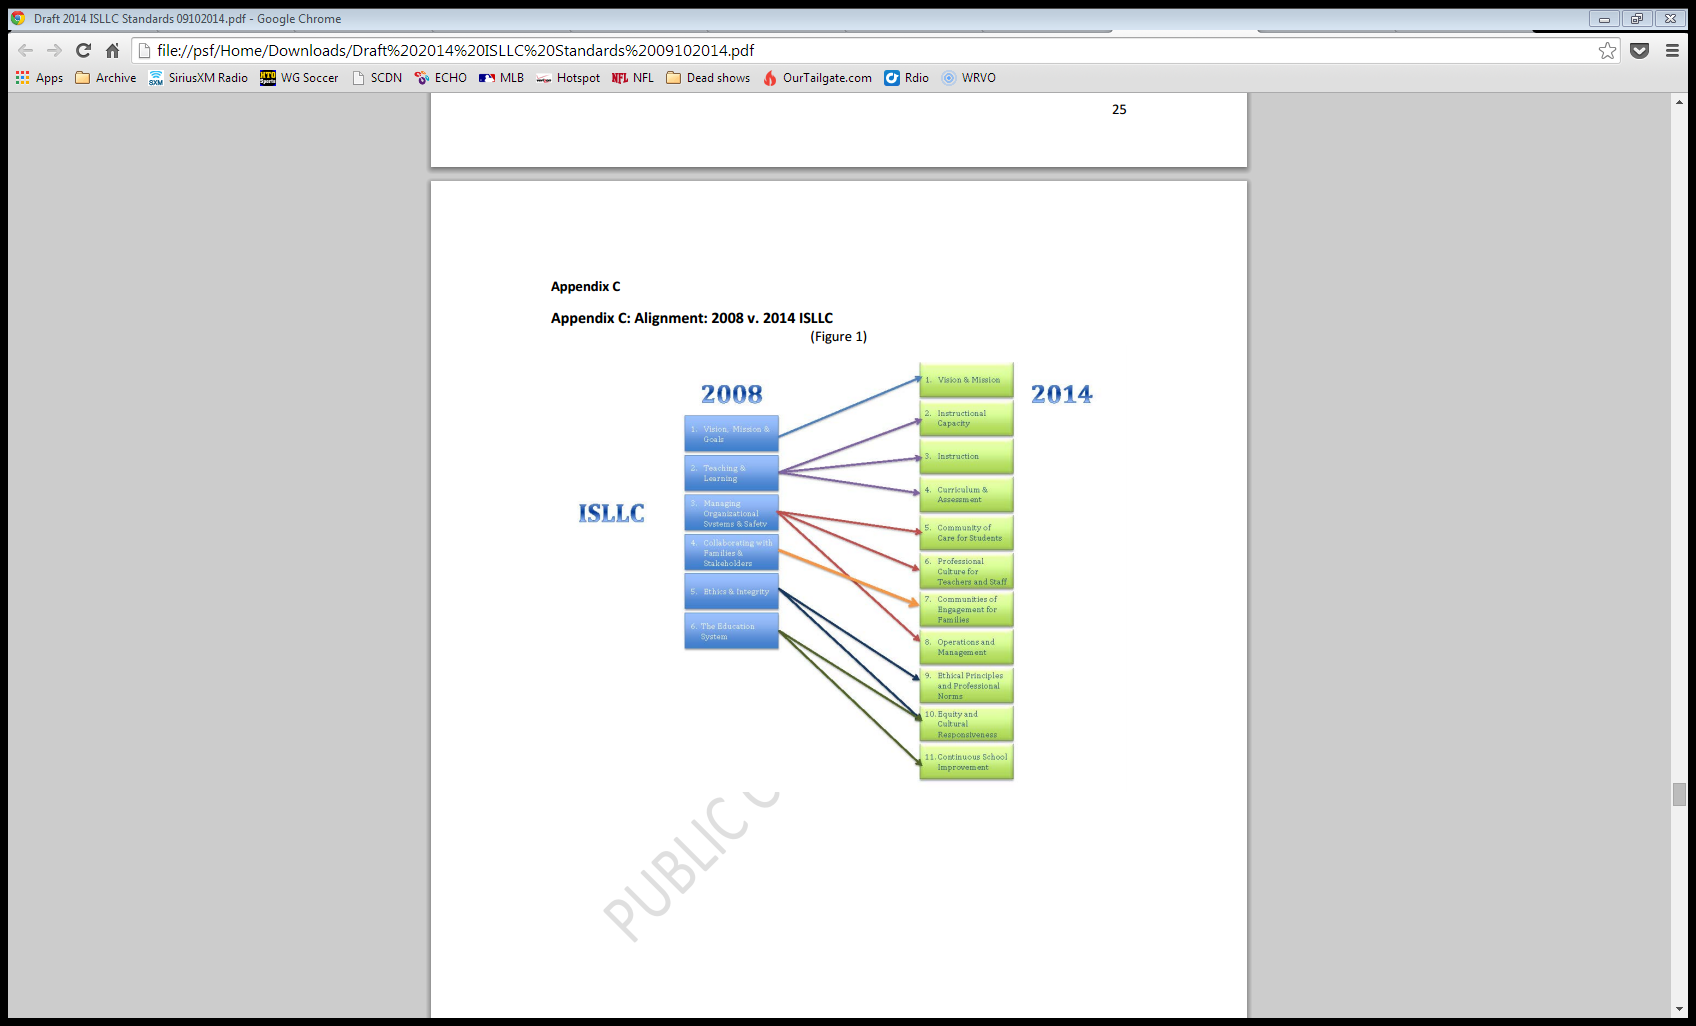 Draft 2014 ISLLC Standards 09102014.pdf - Google Chrome
file://psf/Home/Downloads/Draft%202014%20ISLLC%20Standards%2009102014.pdf
Apps Archive SiriusXM Radio WG Soccer SCDN ECHO MLB Hotspot NFL NFL Dead shows OurTailgate.com Rdio WRVO
25
Appendix C
Appendix C: Alignment: 2008 v. 2014 ISLLC
(Figure 1)
2008
2014
ISLLC
1. Vision, Mission &
Goals
2. Teaching &
Learning
3. Managing
Organizational
Systems & Safety
4. Collaborating with
Families &
Stakeholders
5. Ethics & Integrity
6. The Education
System
1. Vision & Mission
2. Instructional
Capacity
3. Instruction
4. Curriculum &
Assessment
5. Community of
Care for Students
6. Professional
Culture for
Teachers and Staff
7. Communities of
Engagement for
Families
8. Operations and
Management
9. Ethical Principles
and Professional
Norms
10. Equity and
Cultural
Responsiveness
11. Continuous School
Improvement
PUBLIC